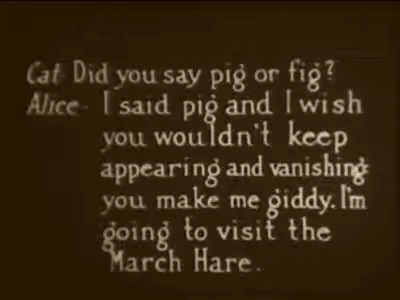 Cat- Did you say pig or fig?
Alice- I said pig and I wish
you wouldn't keep
appearing and vanishing
you make me giddy. I'm
going to visit the
March Hare.